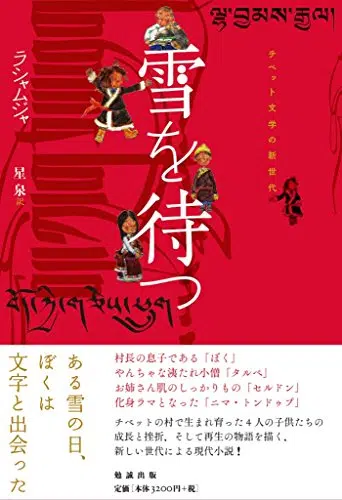 ལྷ་བྱམས་རྒྱལ།
チベット文学の新世代
雪を待つ
ラシャムジャ
星泉 訳
བོད་ཀྱི་གཅེས་ཕྲུག
ある雪の日、
ぼくは
文字と出会った
村長の息子である「ぼく」
やんちゃな洟たれ小僧「タルベ」
お姉さん肌のしっかりもの「セルドン」
化身ラマとなった「ニマ・トンドゥプ」
チベットの村で生まれ育った4人の子供たちの
成長と挫折、そして再生の物語を描く、
新しい世代による現代小説！
勉誠出版
定価[本体3200円+税]